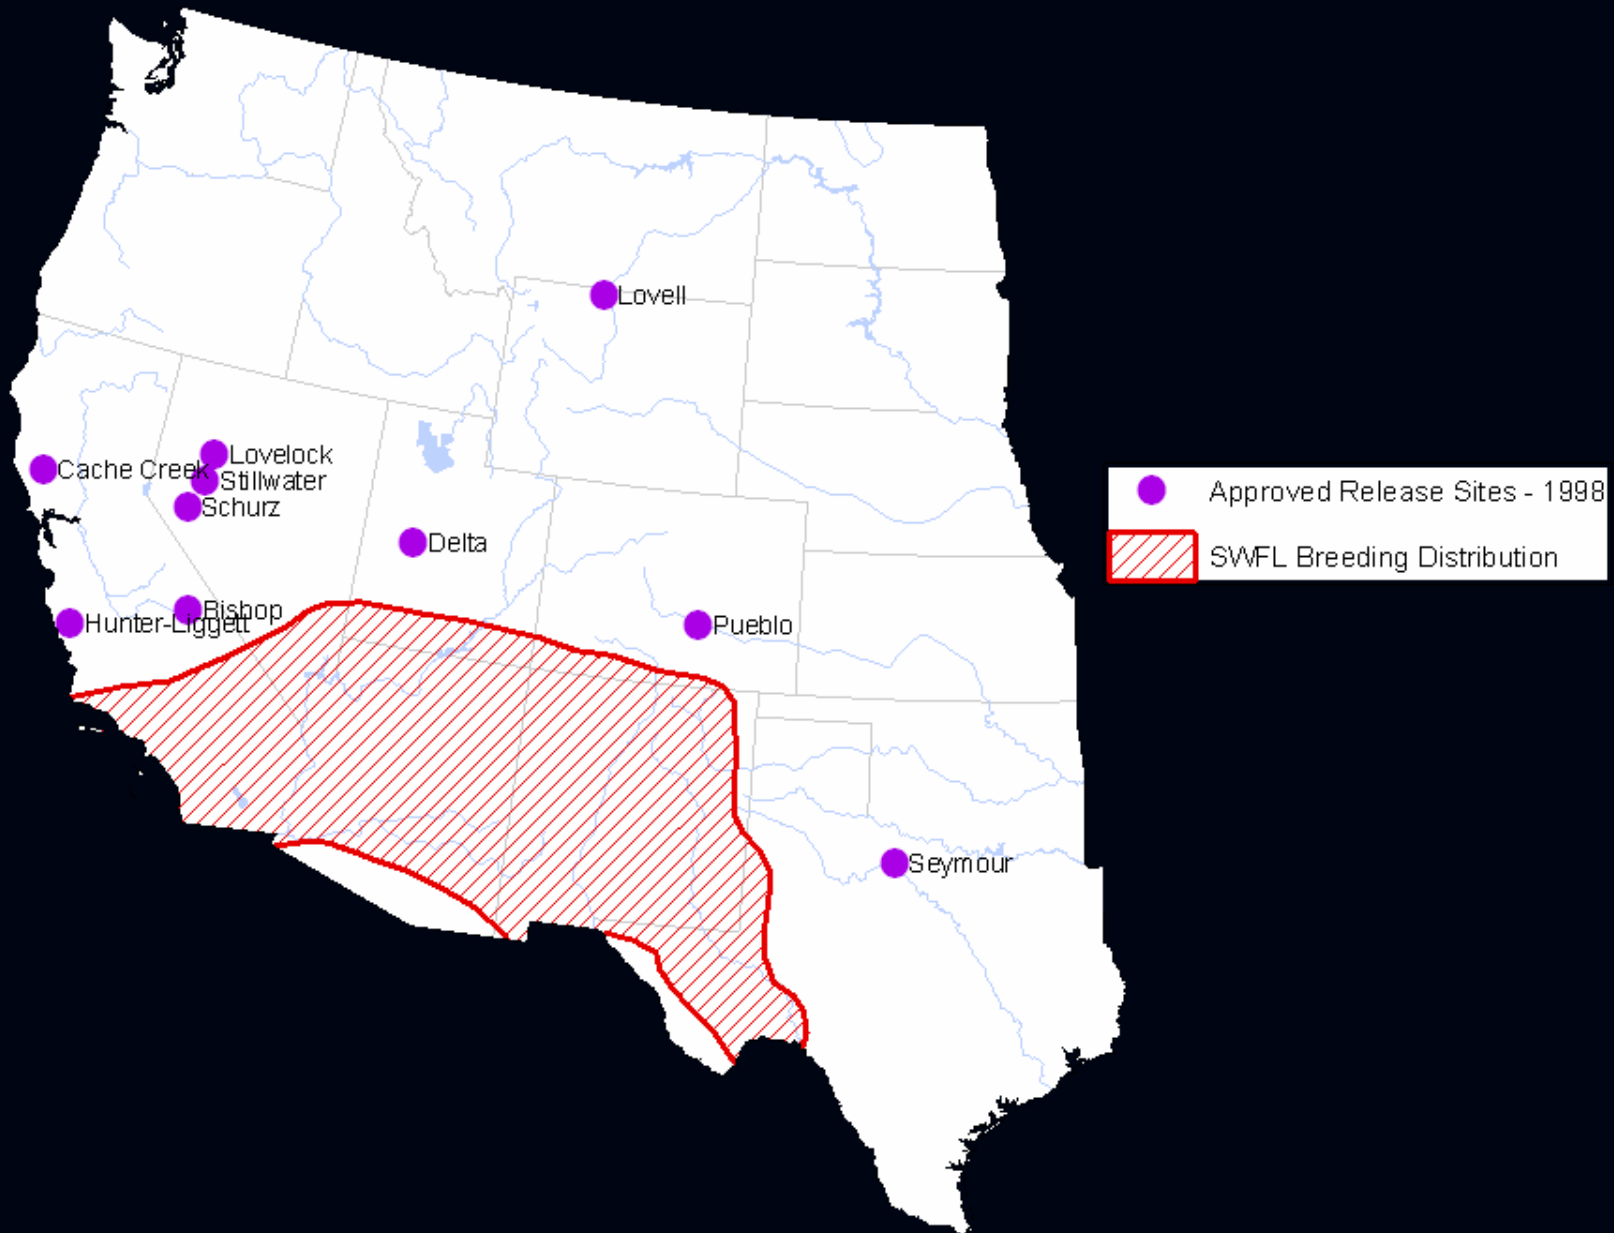 Lovell
Lovelock
Cache Creek
Stillwater
Schurz
Delta
Bishop
Hunter-Liggett
Pueblo
Seymour
Approved Release Sites - 1998
SWFL Breeding Distribution